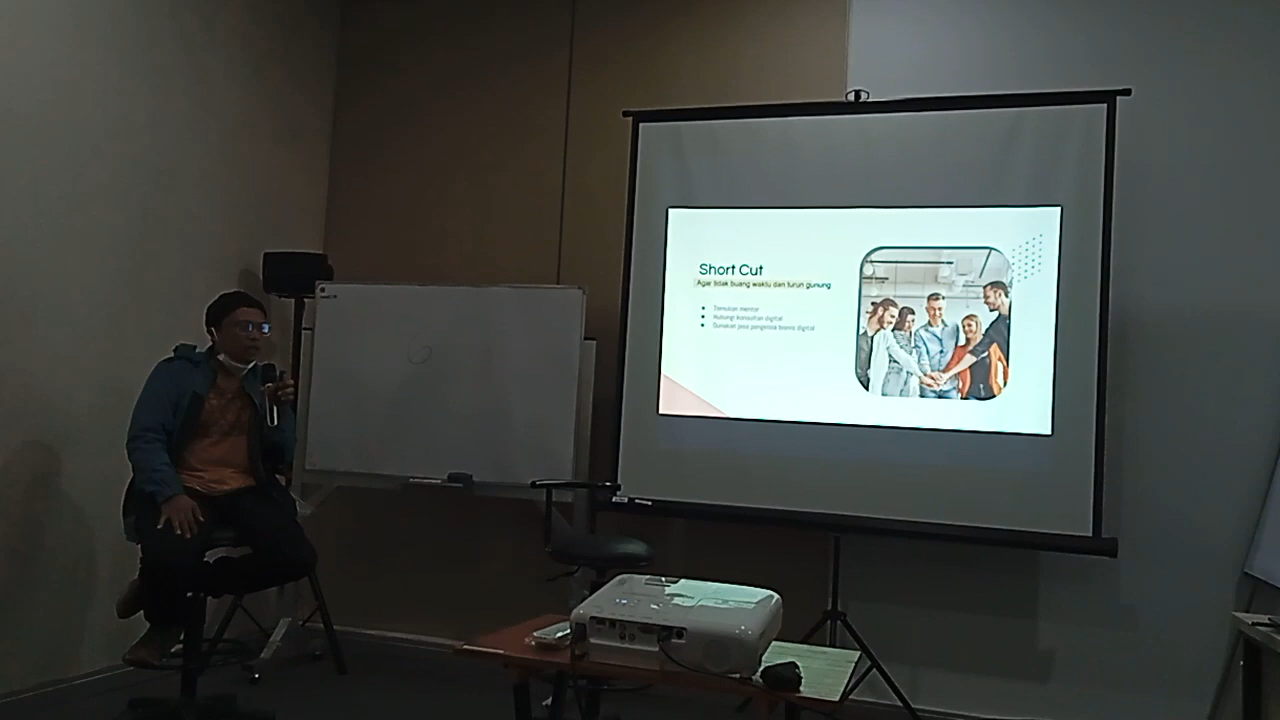 Short Cut
Agar tidak buang waktu dan turun gunung
Temukan mentor
Hubungi konsultan digital
Gunakan jasa pengelola bisnis digital